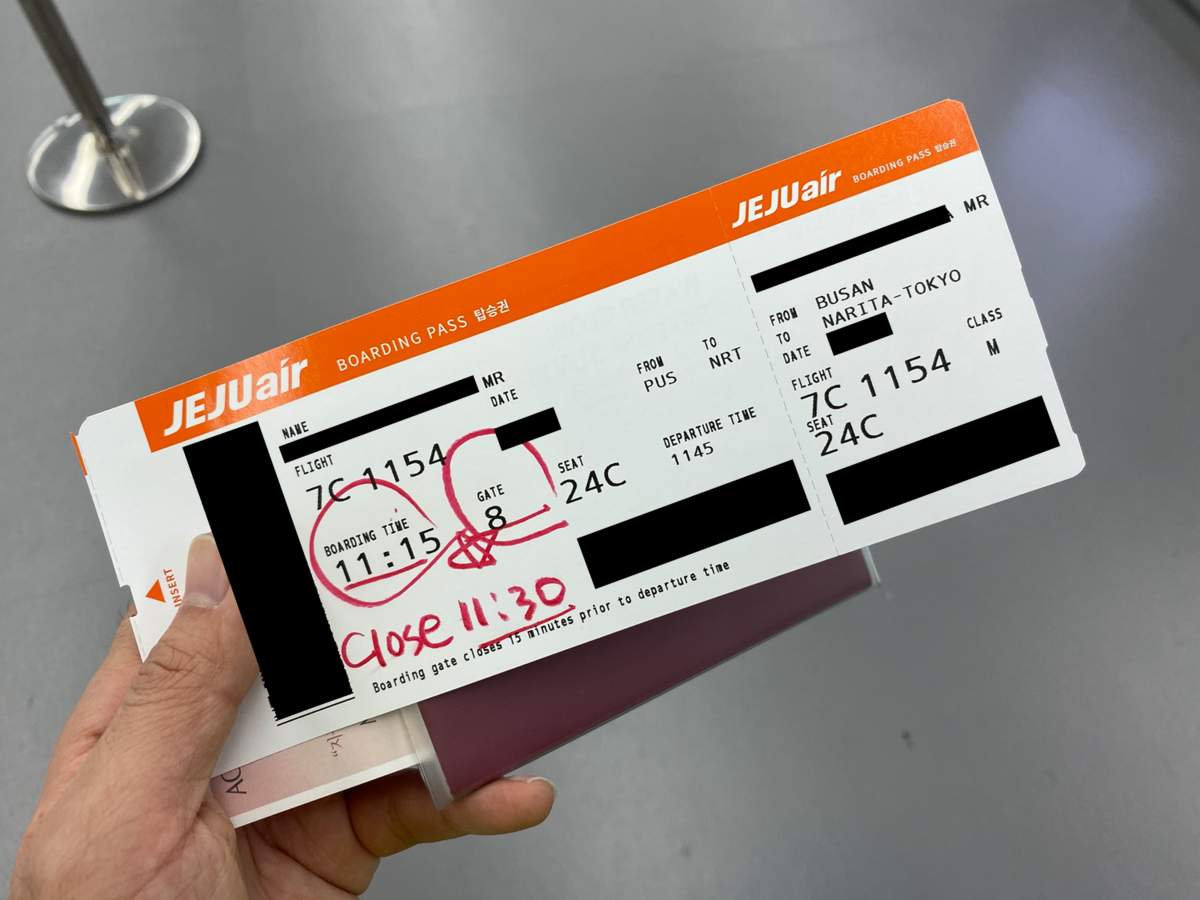 JEJUair BOARDING PASS 탑승권
NAME MR
FLIGHT DATE
7C 1154
FROM TO
PUS NRT
BOARDING TIME GATE SEAT DEPARTURE TIME
11:15 8 24C 1145
Close 11:30
Boarding gate closes 15 minutes prior to departure time
INSERT
JEJUair BOARDING PASS 탑승권
MR
FROM BUSAN
TO NARITA-TOKYO
DATE
FLIGHT CLASS
7C 1154 M
SEAT
24C